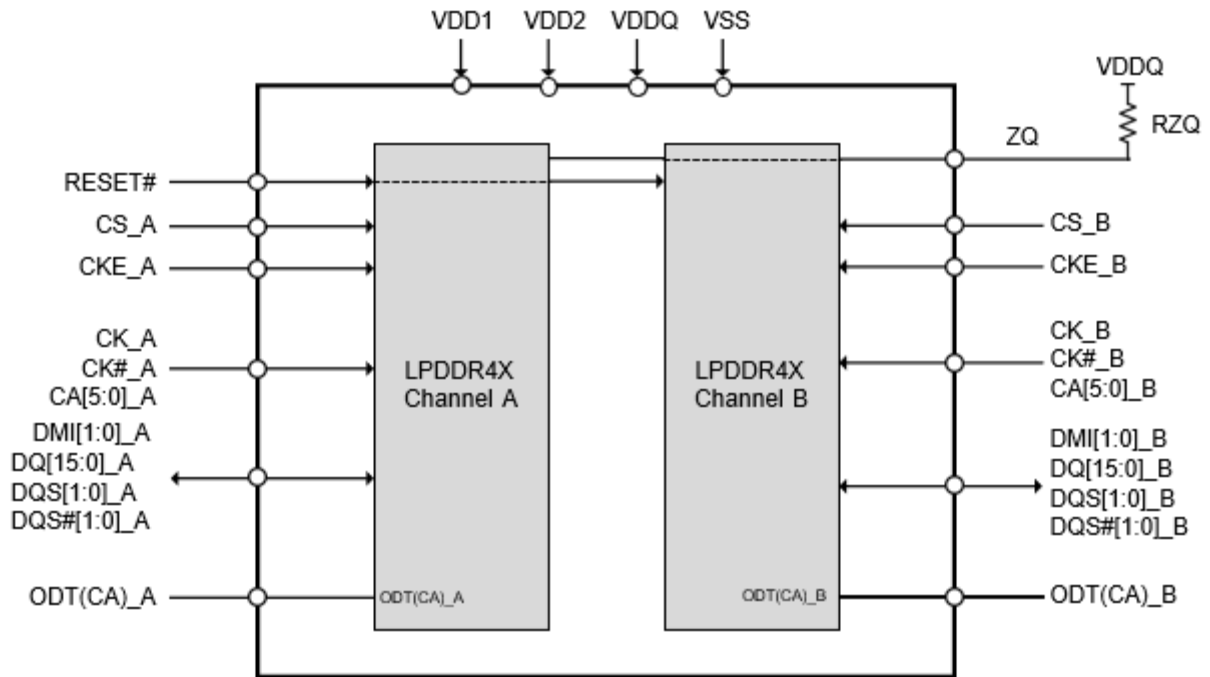 VDD1 VDD2 VDDQ VSS
VDDQ
RZQ
ZQ
RESET#
CS_A
CKE_A
CK_A
CK#_A
CA[5:0]_A
DMI[1:0]_A
DQ[15:0]_A
DQS[1:0]_A
DQS#[1:0]_A
ODT(CA)_A
LPDDR4X
Channel A
ODT(CA)_A
LPDDR4X
Channel B
ODT(CA)_B
CS_B
CKE_B
CK_B
CK#_B
CA[5:0]_B
DMI[1:0]_B
DQ[15:0]_B
DQS[1:0]_B
DQS#[1:0]_B
ODT(CA)_B